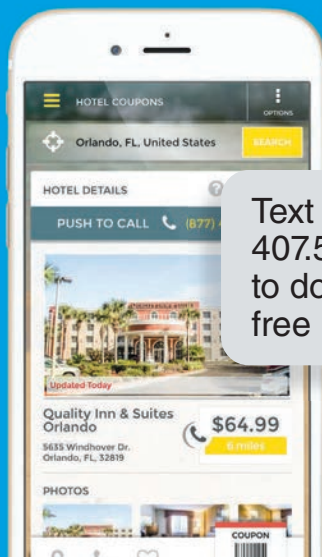 HOTEL COUPONS
OPTIONS
Orlando, FL, United States
SEARCH
HOTEL DETAILS
?
PUSH TO CALL (877) 4
Text
407.5
to do
free
Updated Today
Quality Inn & Suites
Orlando
$64.99
6 miles
5635 Windhover Dr.
Orlando, FL, 32819
PHOTOS
COUPON